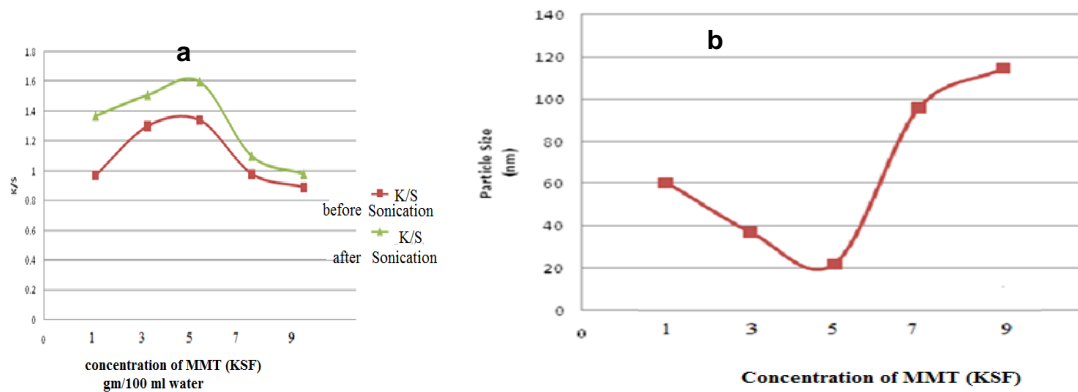 a
1.8
1.6
1.4
1.2
1
0.8
0.6
0.4
0.2
0
K/S
0 1 3 5 7 9
concentration of MMT (KSF)
gm/100 ml water
K/S
before Sonication
K/S
after Sonication
b
140
120
100
80
60
40
20
0
Particle Size
(nm)
1 3 5 7 9
Concentration of MMT (KSF)